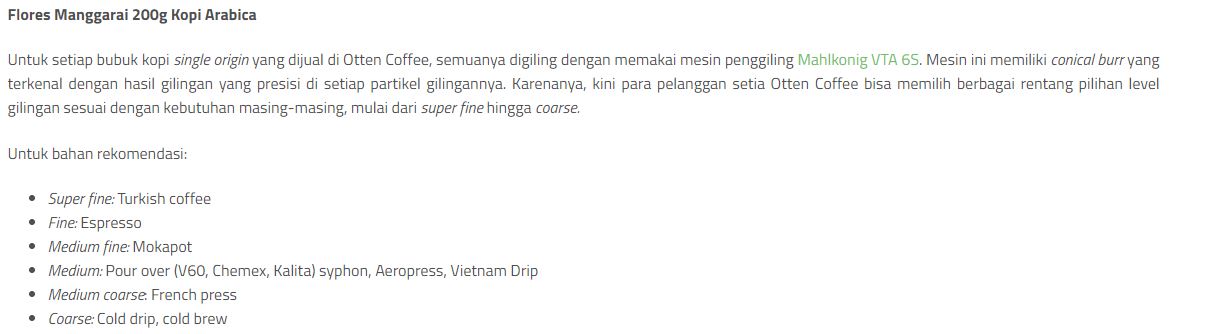 Flores Manggarai 200g Kopi Arabica
Untuk setiap bubuk kopi single origin yang dijual di Otten Coffee, semuanya digiling dengan memakai mesin penggiling Mahlkonig VTA 6S. Mesin ini memiliki conical burr yang
terkenal dengan hasil gilingan yang presisi di setiap partikel gilingannya. Karenanya, kini para pelanggan setia Otten Coffee bisa memilih berbagai rentang pilihan level
gilingan sesuai dengan kebutuhan masing-masing, mulai dari super fine hingga coarse.
Untuk bahan rekomendasi:
• Super fine: Turkish coffee
• Fine: Espresso
• Medium fine: Mokapot
• Medium: Pour over (V60, Chemex, Kalita) syphon, Aeropress, Vietnam Drip
• Medium coarse: French press
• Coarse: Cold drip, cold brew